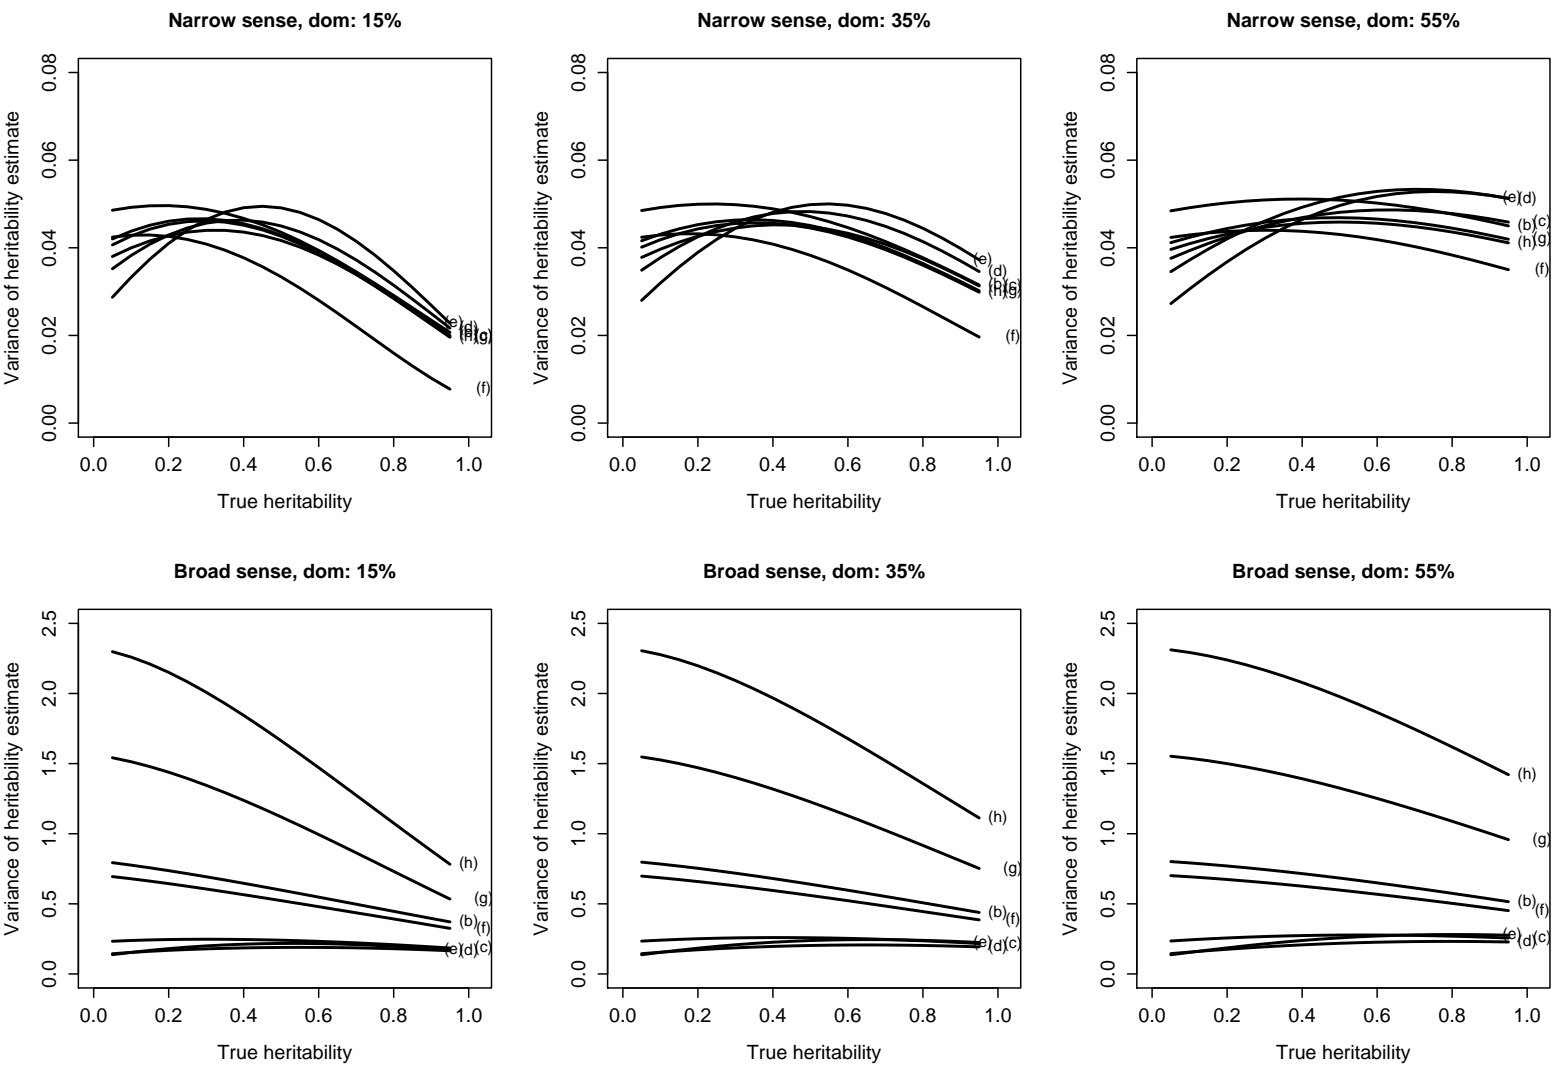 Narrow sense, dom: 15%
Variance of heritability estimate
0.08
0.06
0.04
0.02
0.00
(e)
(d)
(g)
(f)
0.0 0.2 0.4 0.6 0.8 1.0
True heritability
Narrow sense, dom: 35%
Variance of heritability estimate
0.08
0.06
0.04
0.02
0.00
(e)
(d)
(b)(c)
(h)(g)
(f)
0.0 0.2 0.4 0.6 0.8 1.0
True heritability
Narrow sense, dom: 55%
Variance of heritability estimate
0.08
0.06
0.04
0.02
0.00
(e)(d)
(b)(c)
(h)(g)
(f)
0.0 0.2 0.4 0.6 0.8 1.0
True heritability
Broad sense, dom: 15%
Variance of heritability estimate
2.5
2.0
1.5
1.0
0.5
0.0
(h)
(g)
(b)
(f)
(e)(d)(c)
0.0 0.2 0.4 0.6 0.8 1.0
True heritability
Broad sense, dom: 35%
Variance of heritability estimate
2.5
2.0
1.5
1.0
0.5
0.0
(h)
(g)
(b)
(f)
(e)(d)(c)
0.0 0.2 0.4 0.6 0.8 1.0
True heritability
Broad sense, dom: 55%
Variance of heritability estimate
2.5
2.0
1.5
1.0
0.5
0.0
(h)
(g)
(b)
(f)
(e)(d)(c)
0.0 0.2 0.4 0.6 0.8 1.0
True heritability